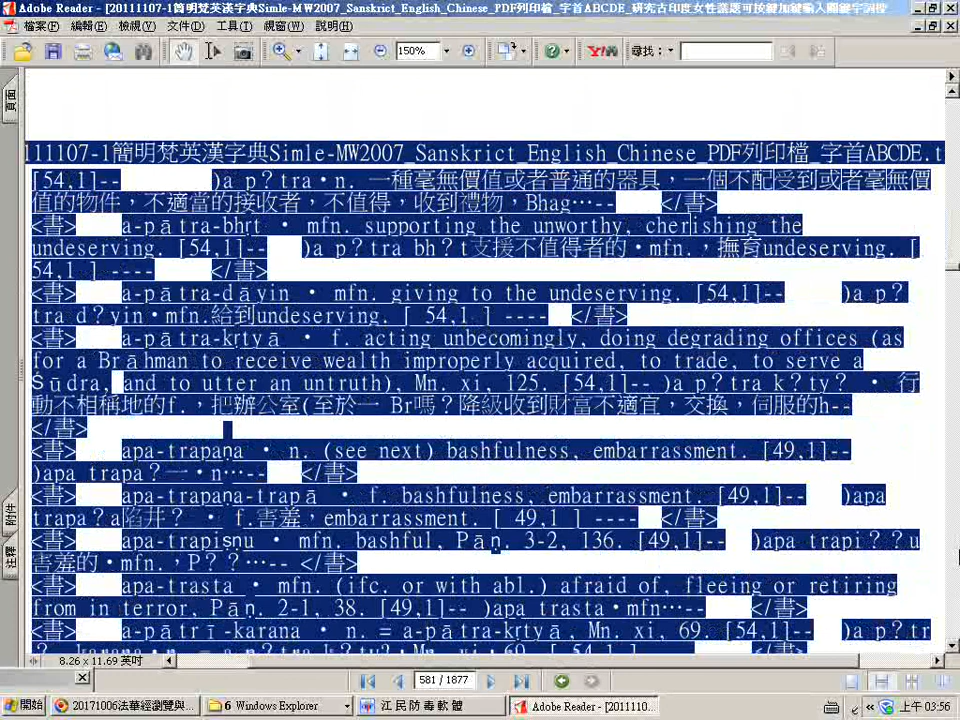 Adobe Reader - [20111107-1簡明梵英漢字典Simle-MW2007_Sanskrict_English_Chinese_PDF列印檔_字首ABCDE_研究古印度女性議題可按鍵加鍵輸入關鍵字詞搜
檔案(F) 編輯(E) 檢視(V) 文件(D) 工具(T) 視窗(W) 說明(H)
150% 尋找:
頁面
111107-1簡明梵英漢字典Simle-MW2007_Sanskrict_English_Chinese_PDF列印檔_字首ABCDE.t
[54,1]-- )a p?tra‧n. 一種毫無價值或者普通的器具，一個不配受到或者毫無價
值的物件，不適當的接收者，不值得，收到禮物，Bhag…-- </書>
<書> a-pātra-bhṛt ‧ mfn. supporting the unworthy, cherishing the
undeserving. [54,1]-- )a p?tra bh?t支援不值得者的‧mfn.，撫育undeserving. [
54,1 ] ---- </書>
<書> a-pātra-dāyin ‧ mfn. giving to the undeserving. [54,1]-- )a p?
tra d?yin‧mfn.給到undeserving. [ 54,1 ] ---- </書>
<書> a-pātra-kṛtyā ‧ f. acting unbecomingly, doing degrading offices (as
for a Brāhman to receive wealth improperly acquired, to trade, to serve a
Śūdra, and to utter an untruth), Mn. xi, 125. [54,1]-- )a p?tra k?ty? ‧ 行
動不相稱地的f.，把辦公室(至於一 Br嗎?降級收到財富不適宜，交換，伺服的h--
</書>
<書> apa-trapaṇa ‧ n. (see next) bashfulness, embarrassment. [49,1]--
)apa trapa?一‧n…-- </書>
<書> apa-trapaṇa-trapā ‧ f. bashfulness, embarrassment. [49,1]-- )apa
trapa?a陷井? ‧ f.害羞，embarrassment. [ 49,1 ] ---- </書>
<書> apa-trapiṣṇu ‧ mfn. bashful Pāṇ. 3-2, 136. [49,1]-- )apa trapi??u
害羞的‧mfn., P??…-- </書>
<書> apa-trasta ‧ mfn. (ifc. or with abl.) afraid of, fleeing or retiring
from in terror, Pāṇ. 2-1, 38. [49,1]-- )apa trasta‧mfn…-- </書>
<書> a-pātrī-karaṇa ‧ n. = a-pātra-kṛtyā, Mn. xi, 69. [54,1]-- )a p?tr
附件
註釋
8.26 x 11.69 英吋
581 / 1877
開始 20171006法華經瀏覽與... 6 Windows Explorer 江民防毒軟體 Adobe Reader - [2011110... 上午 03:56